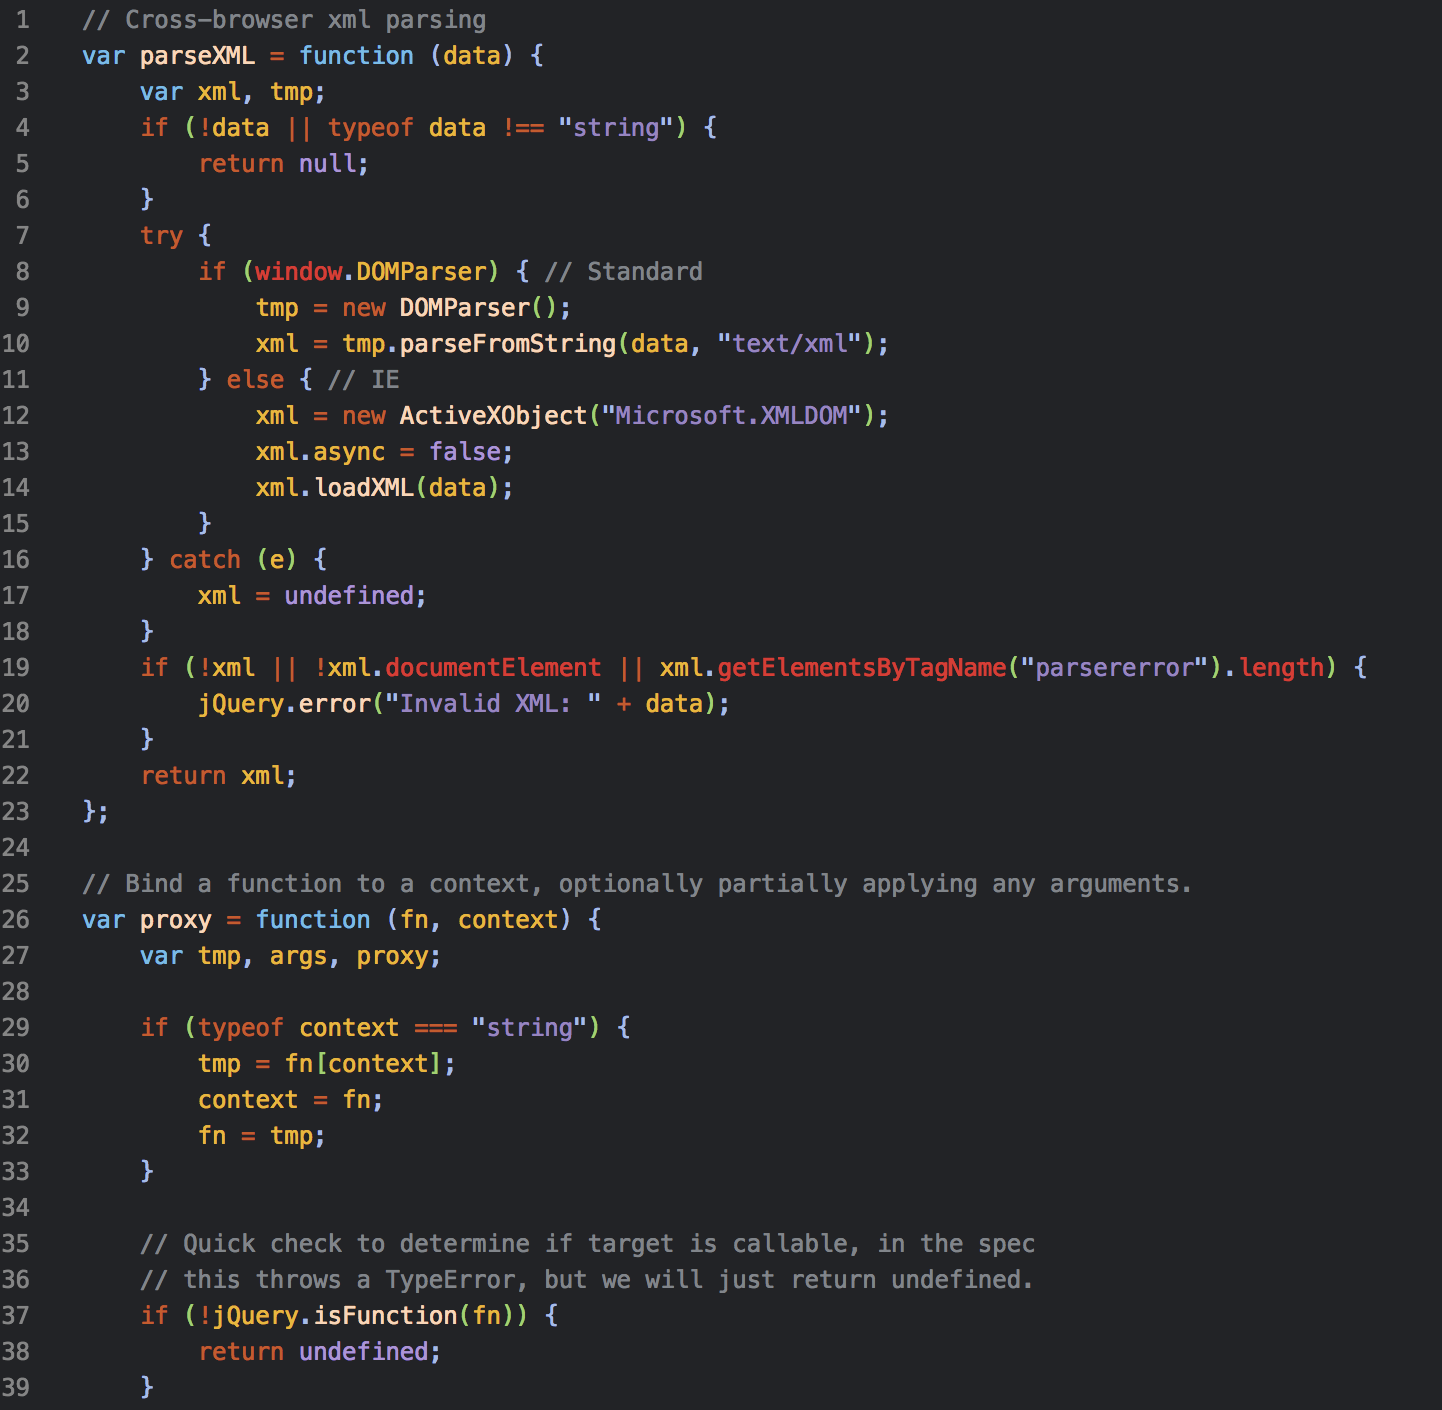 1 // Cross-browser xml parsing
2 var parseXML = function (data) {
3     var xml, tmp;
4     if (!data || typeof data !== "string") {
5         return null;
6     }
7     try {
8         if (window.DOMParser) { // Standard
9             tmp = new DOMParser();
10             xml = tmp.parseFromString(data, "text/xml");
11         } else { // IE
12             xml = new ActiveXObject("Microsoft.XMLDOM");
13             xml.async = false;
14             xml.loadXML(data);
15         }
16     } catch (e) {
17         xml = undefined;
18     }
19     if (!xml || !xml.documentElement || xml.getElementsByTagName("parsererror").length) {
20         jQuery.error("Invalid XML: " + data);
21     }
22     return xml;
23 };
24
25 // Bind a function to a context, optionally partially applying any arguments.
26 var proxy = function (fn, context) {
27     var tmp, args, proxy;
28
29     if (typeof context === "string") {
30         tmp = fn[context];
31         context = fn;
32         fn = tmp;
33     }
34
35     // Quick check to determine if target is callable, in the spec
36     // this throws a TypeError, but we will just return undefined.
37     if (!jQuery.isFunction(fn)) {
38         return undefined;
39     }